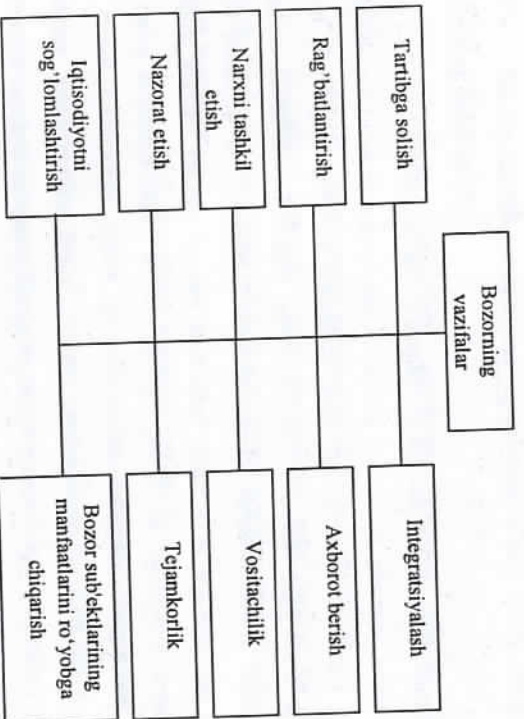 Bozorning
vazifalar
Tartibga solish
Integratsiyalash
Rag'batlantirish
Axborot berish
Narxni tashkil
etish
Vositachilik
Nazorat etish
Tejamkorlik
Iqtisodiyotni
sog'lomlashtirish
Bozor sub'ektlarining
manfaatlarini ro'yobga
chiqarish